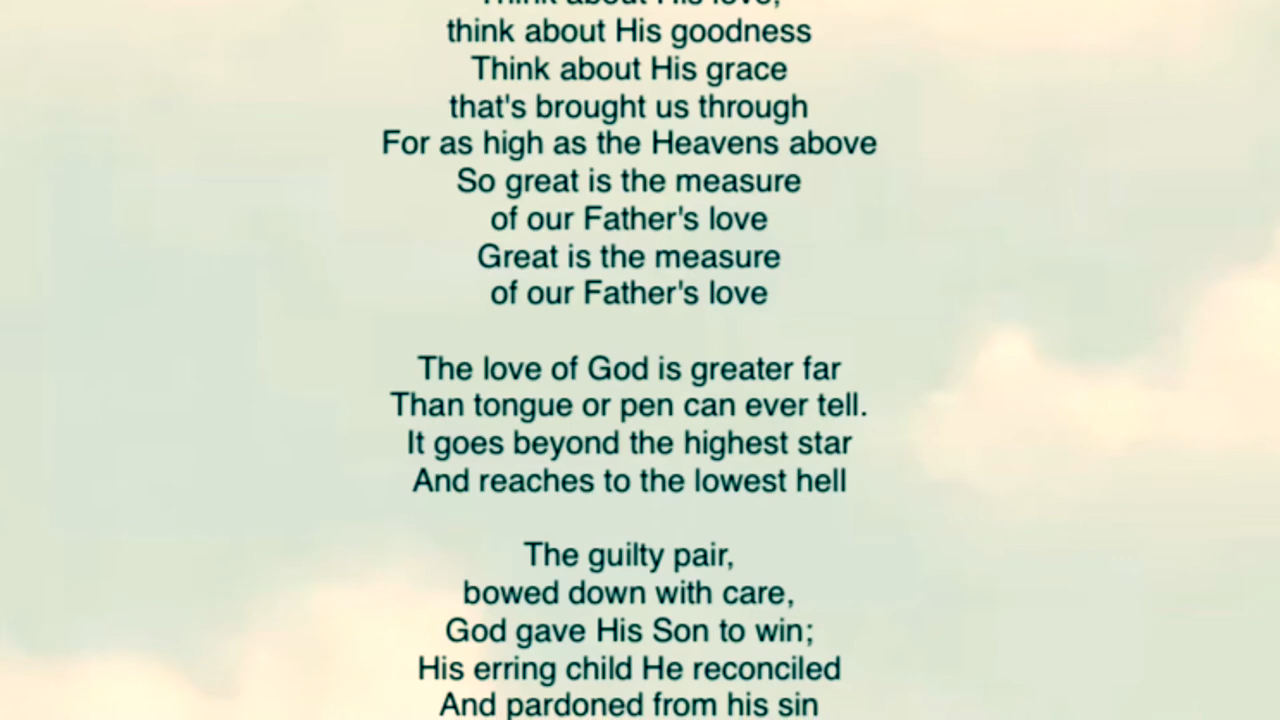 Think about His love,
think about His goodness
Think about His grace
that's brought us through
For as high as the Heavens above
So great is the measure
of our Father's love
Great is the measure
of our Father's love
The love of God is greater far
Than tongue or pen can ever tell.
It goes beyond the highest star
And reaches to the lowest hell
The guilty pair,
bowed down with care,
God gave His Son to win;
His erring child He reconciled
And pardoned from his sin